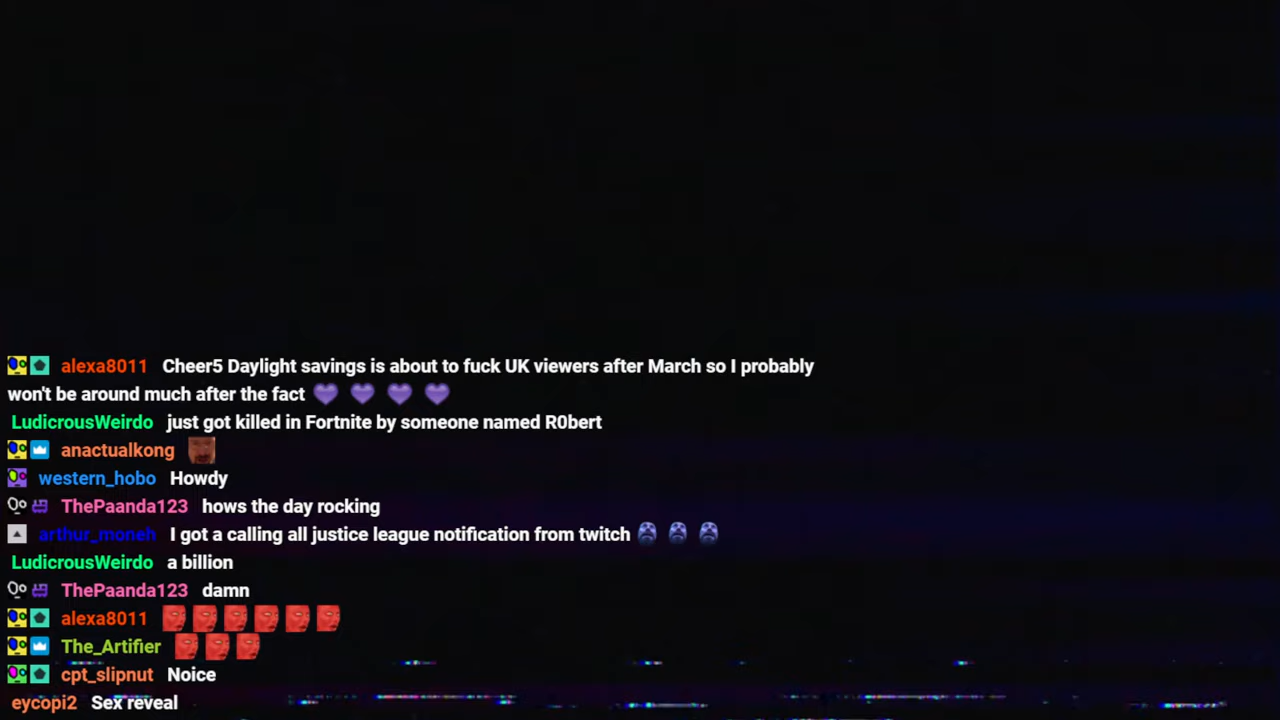 alexa8011 Cheer5 Daylight savings is about to fuck UK viewers after March so I probably
won't be around much after the fact
LudicrousWeirdo just got killed in Fortnite by someone named R0bert
anactualkong
western_hobo Howdy
ThePaanda123 hows the day rocking
arthur_moneh I got a calling all justice league notification from twitch
LudicrousWeirdo a billion
ThePaanda123 damn
alexa8011
The_Artifier
cpt_slipnut Noice
eycopi2 Sex reveal